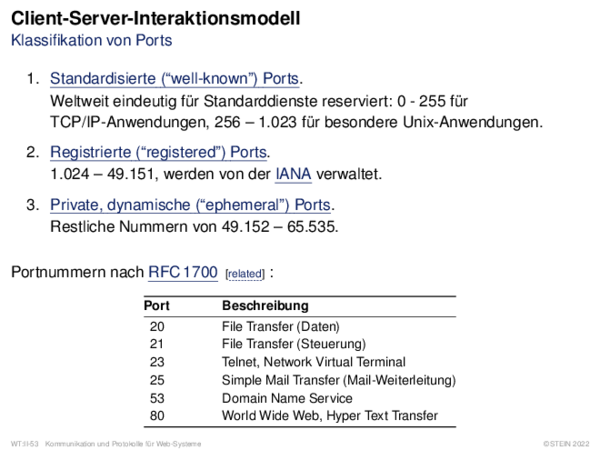 Client-Server-Interaktionsmodell
Klassifikation von Ports
1. Standardisierte (“well-known”) Ports.
Weltweit eindeutig für Standarddienste reserviert: 0 - 255 für
TCP/IP-Anwendungen, 256 – 1.023 für besondere Unix-Anwendungen.
2. Registrierte (“registered”) Ports.
1.024 – 49.151, werden von der IANA verwaltet.
3. Private, dynamische (“ephemeral”) Ports.
Restliche Nummern von 49.152 – 65.535.
Portnummern nach RFC 1700 [related] :
Port Beschreibung
20 File Transfer (Daten)
21 File Transfer (Steuerung)
23 Telnet, Network Virtual Terminal
25 Simple Mail Transfer (Mail-Weiterleitung)
53 Domain Name Service
80 World Wide Web, Hyper Text Transfer
WT:II-53 Kommunikation und Protokolle für Web-Systeme ©STEIN 2022